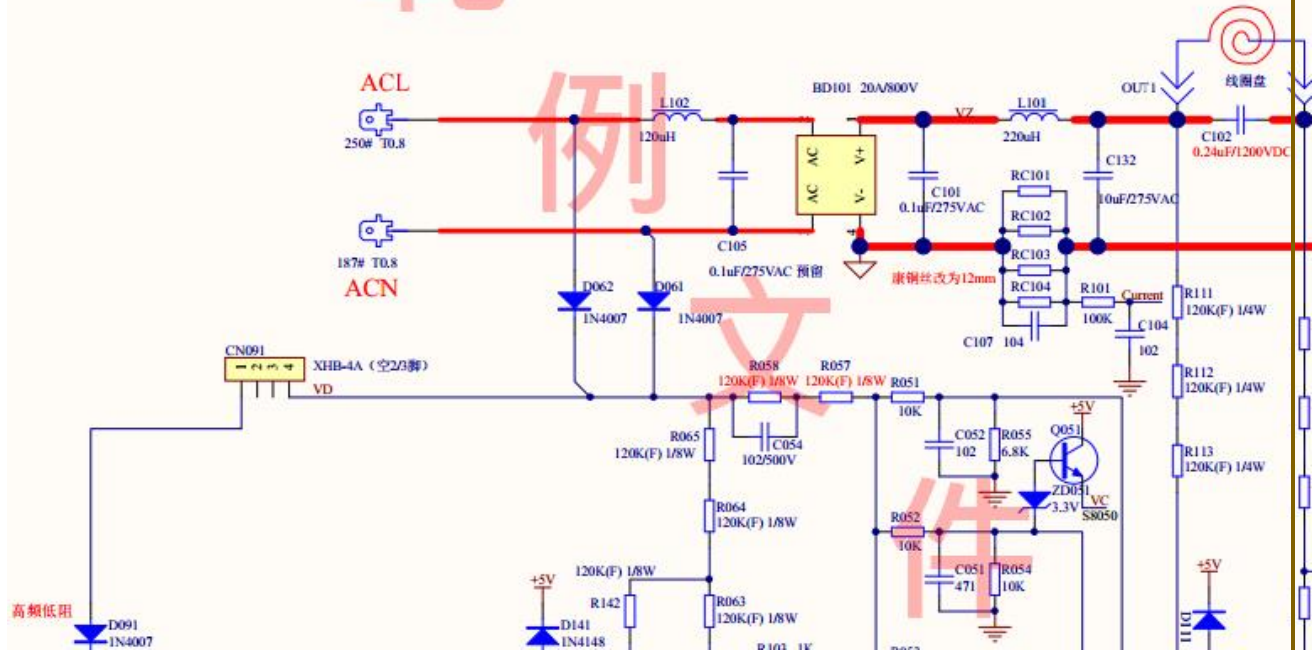 例
文
件
ACL
250# T0.8
187# T0.8
ACN
L102
120uH
C105
0.1uF/275VAC 预留
BD101 20A/800V
AC
V+
AC
V-
4
C101
0.1uF/275VAC
VZ
L101
220uH
C132
10uF/275VAC
OUT1
线圈盘
C102
0.24uF/1200VDC
RC101
RC102
RC103
RC104
康铜丝改为12mm
C107 104
R101
100K
Current
C104
102
R111
120K(F) 1/4W
R112
120K(F) 1/4W
R113
120K(F) 1/4W
D062
1N4007
D061
1N4007
CN091
1 2 3 4
XHB-4A（空2/3脚）
VD
R058
120K(F) 1/8W
R057
120K(F) 1/8W
C054
102/500V
R051
10K
C052
102
R055
6.8K
+5V
Q051
ZD051
3.3V
VC
S8050
R065
120K(F) 1/8W
R064
120K(F) 1/8W
R052
10K
C051
471
R054
10K
120K(F) 1/8W
R142
R063
120K(F) 1/8W
R103 1K
+5V
D141
1N4148
高频低阻
D091
1N4007
+5V
D111